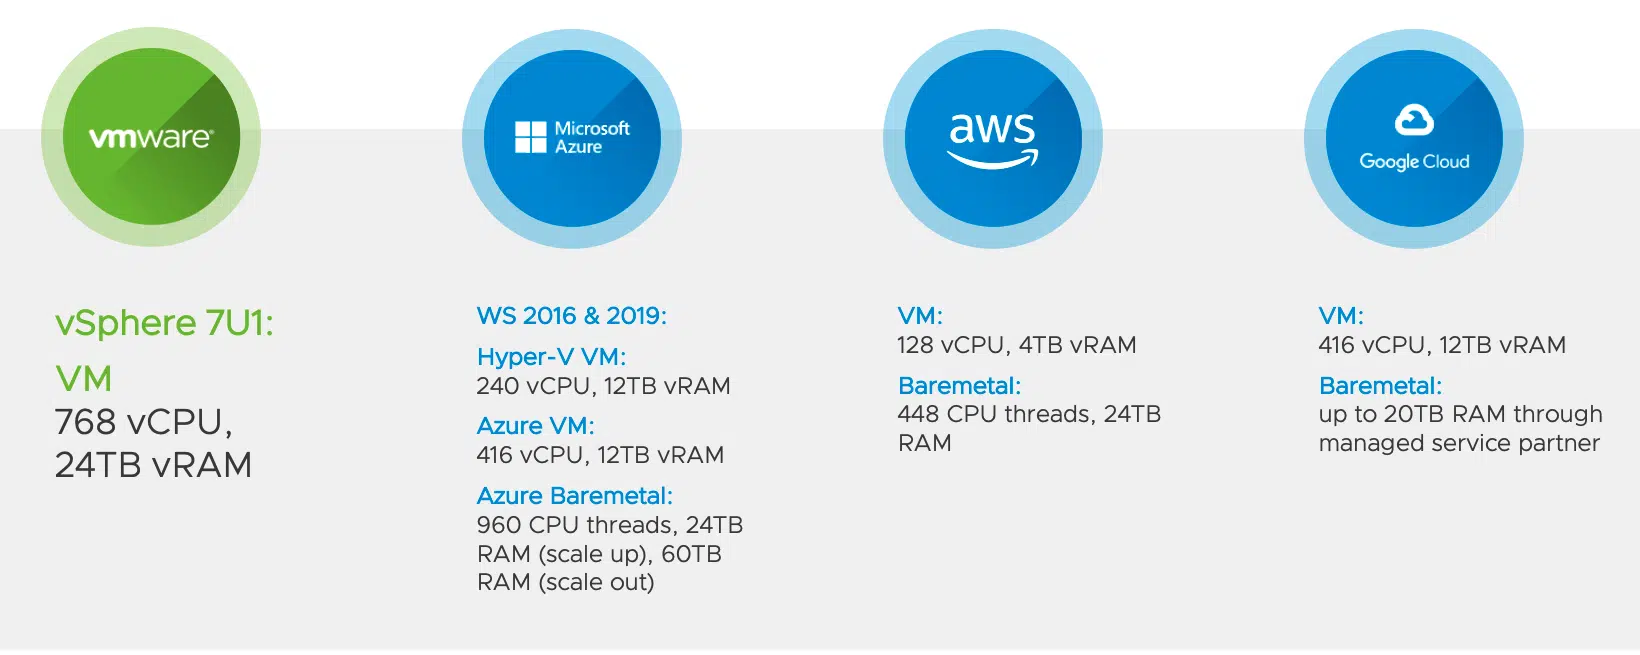 vmware®
Microsoft
Azure
aws
Google Cloud
vSphere 7U1:
VM
768 vCPU,
24TB vRAM
WS 2016 & 2019:
Hyper-V VM:
240 vCPU, 12TB vRAM
Azure VM:
416 vCPU, 12TB vRAM
Azure Baremetal:
960 CPU threads, 24TB
RAM (scale up), 60TB
RAM (scale out)
VM:
128 vCPU, 4TB vRAM
Baremetal:
448 CPU threads, 24TB
RAM
VM:
416 vCPU, 12TB vRAM
Baremetal:
up to 20TB RAM through
managed service partner